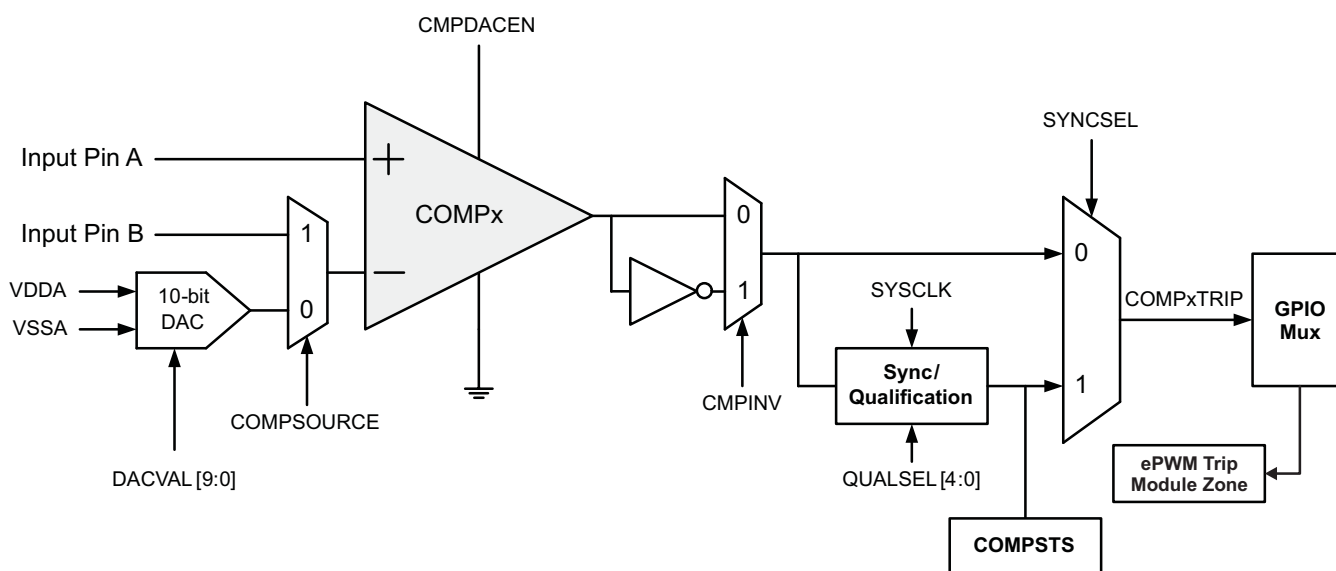 CMPDACEN
SYNCSEL
Input Pin A
+
COMPx
Input Pin B
1
0
0
−
VDDA
10-bit
DAC
VSSA
0
1
SYSCLK
COMPxTRIP
GPIO
Mux
Sync/
Qualification
1
COMPSOURCE
CMPINV
DACVAL [9:0]
QUALSEL [4:0]
ePWM Trip
Module Zone
COMPSTS